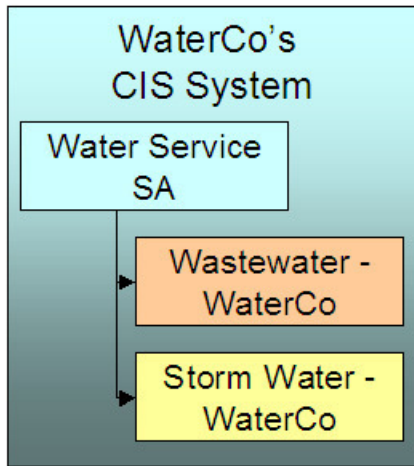 WaterCo’s
CIS System
Water Service
SA
Wastewater -
WaterCo
Storm Water -
WaterCo